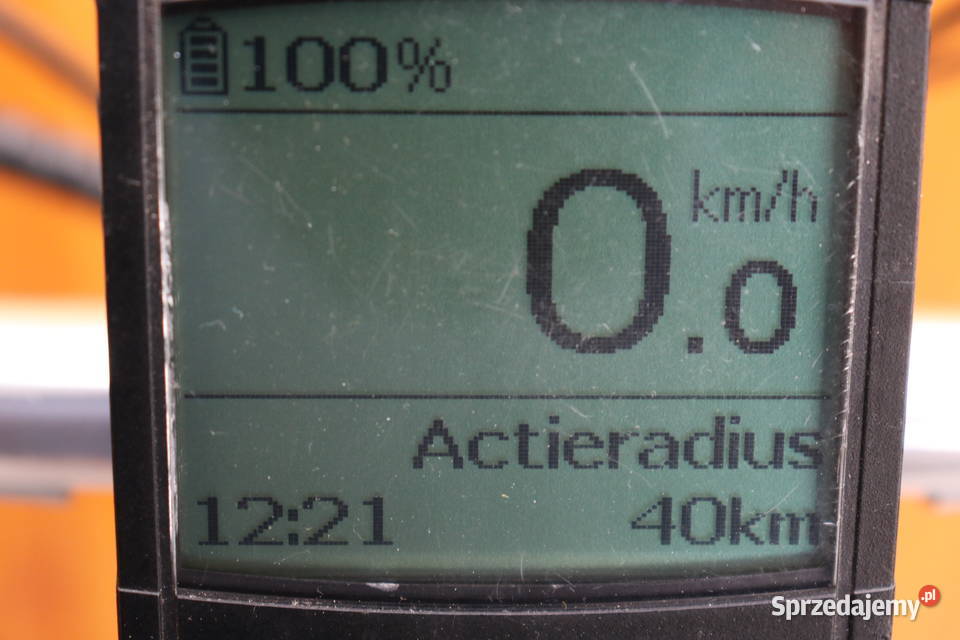 100%
km/h
0.0
Actieradius
12:21 40km
Sprzedajemy.pl